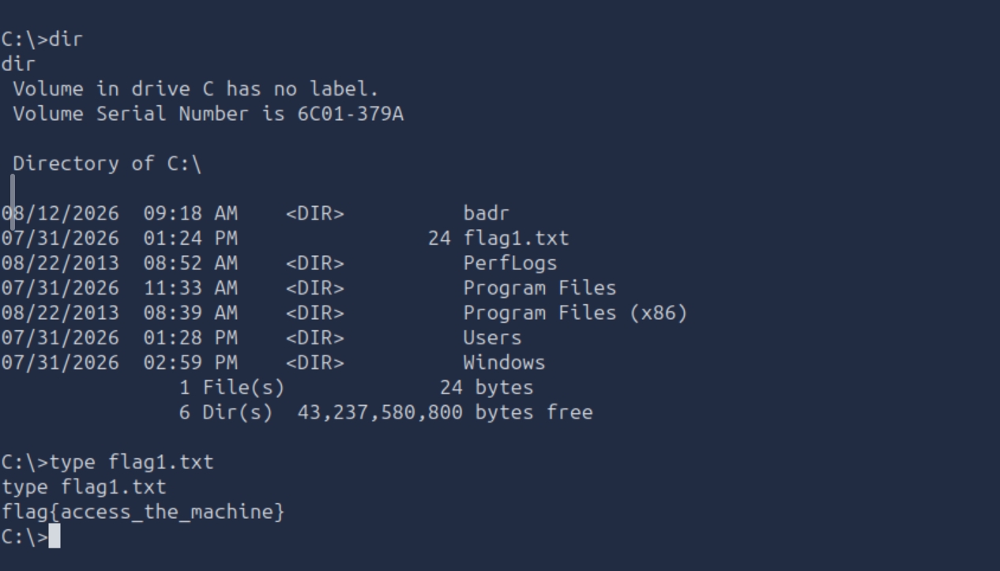 C:\>dir
dir
 Volume in drive C has no label.
 Volume Serial Number is 6C01-379A
 Directory of C:\
08/12/2026  09:18 AM    <DIR>          badr
07/31/2026  01:24 PM                24 flag1.txt
08/22/2013  08:52 AM    <DIR>          PerfLogs
07/31/2026  11:33 AM    <DIR>          Program Files
08/22/2013  08:39 AM    <DIR>          Program Files (x86)
07/31/2026  01:28 PM    <DIR>          Users
07/31/2026  02:59 PM    <DIR>          Windows
               1 File(s)             24 bytes
               6 Dir(s)  43,237,580,800 bytes free
C:\>type flag1.txt
type flag1.txt
flag{access_the_machine}
C:\>